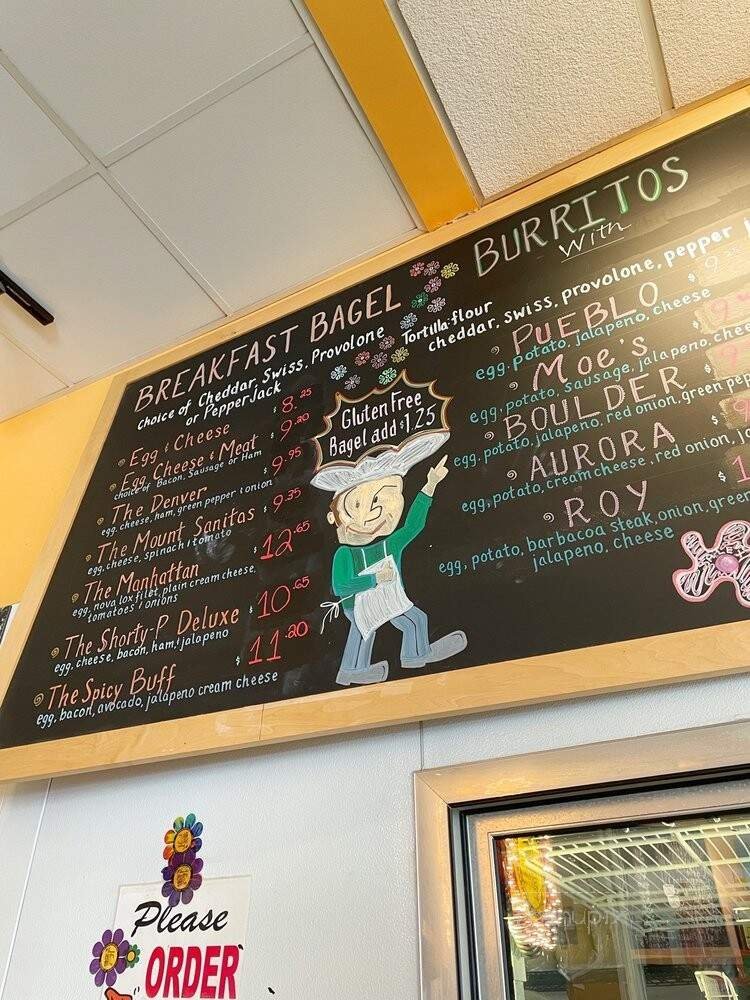 BREAKFAST BAGEL
choice of Cheddar, Swiss, Provolone
or Pepper Jack
Egg & Cheese $8.25
Egg, Cheese & Meat $9.20
choice of Bacon, Sausage or Ham
The Denver $9.95
egg, cheese, ham, green pepper & onion
The Mount Sanitas $9.35
egg, cheese, spinach & tomato
The Manhattan $12.65
egg, nova lox filet, plain cream cheese,
tomatoes & onions
The Shorty-P Deluxe $10.65
egg, cheese, bacon, ham & jalapeno
The Spicy Buff $11.20
egg, bacon, avocado, jalapeno cream cheese
Gluten Free
Bagel add $1.25
BURRITOS
With
Tortilla: flour
cheddar, swiss, provolone, pepper
PUEBLO
egg, potato, jalapeno, cheese
Moe's
egg, potato, sausage, jalapeno,
BOULDER
egg, potato, jalapeno, red onion, green
AURORA
egg, potato, cream cheese, red onion,
ROY
egg, potato, barbacoa steak, onion, green
jalapeno, cheese
Please
ORDER